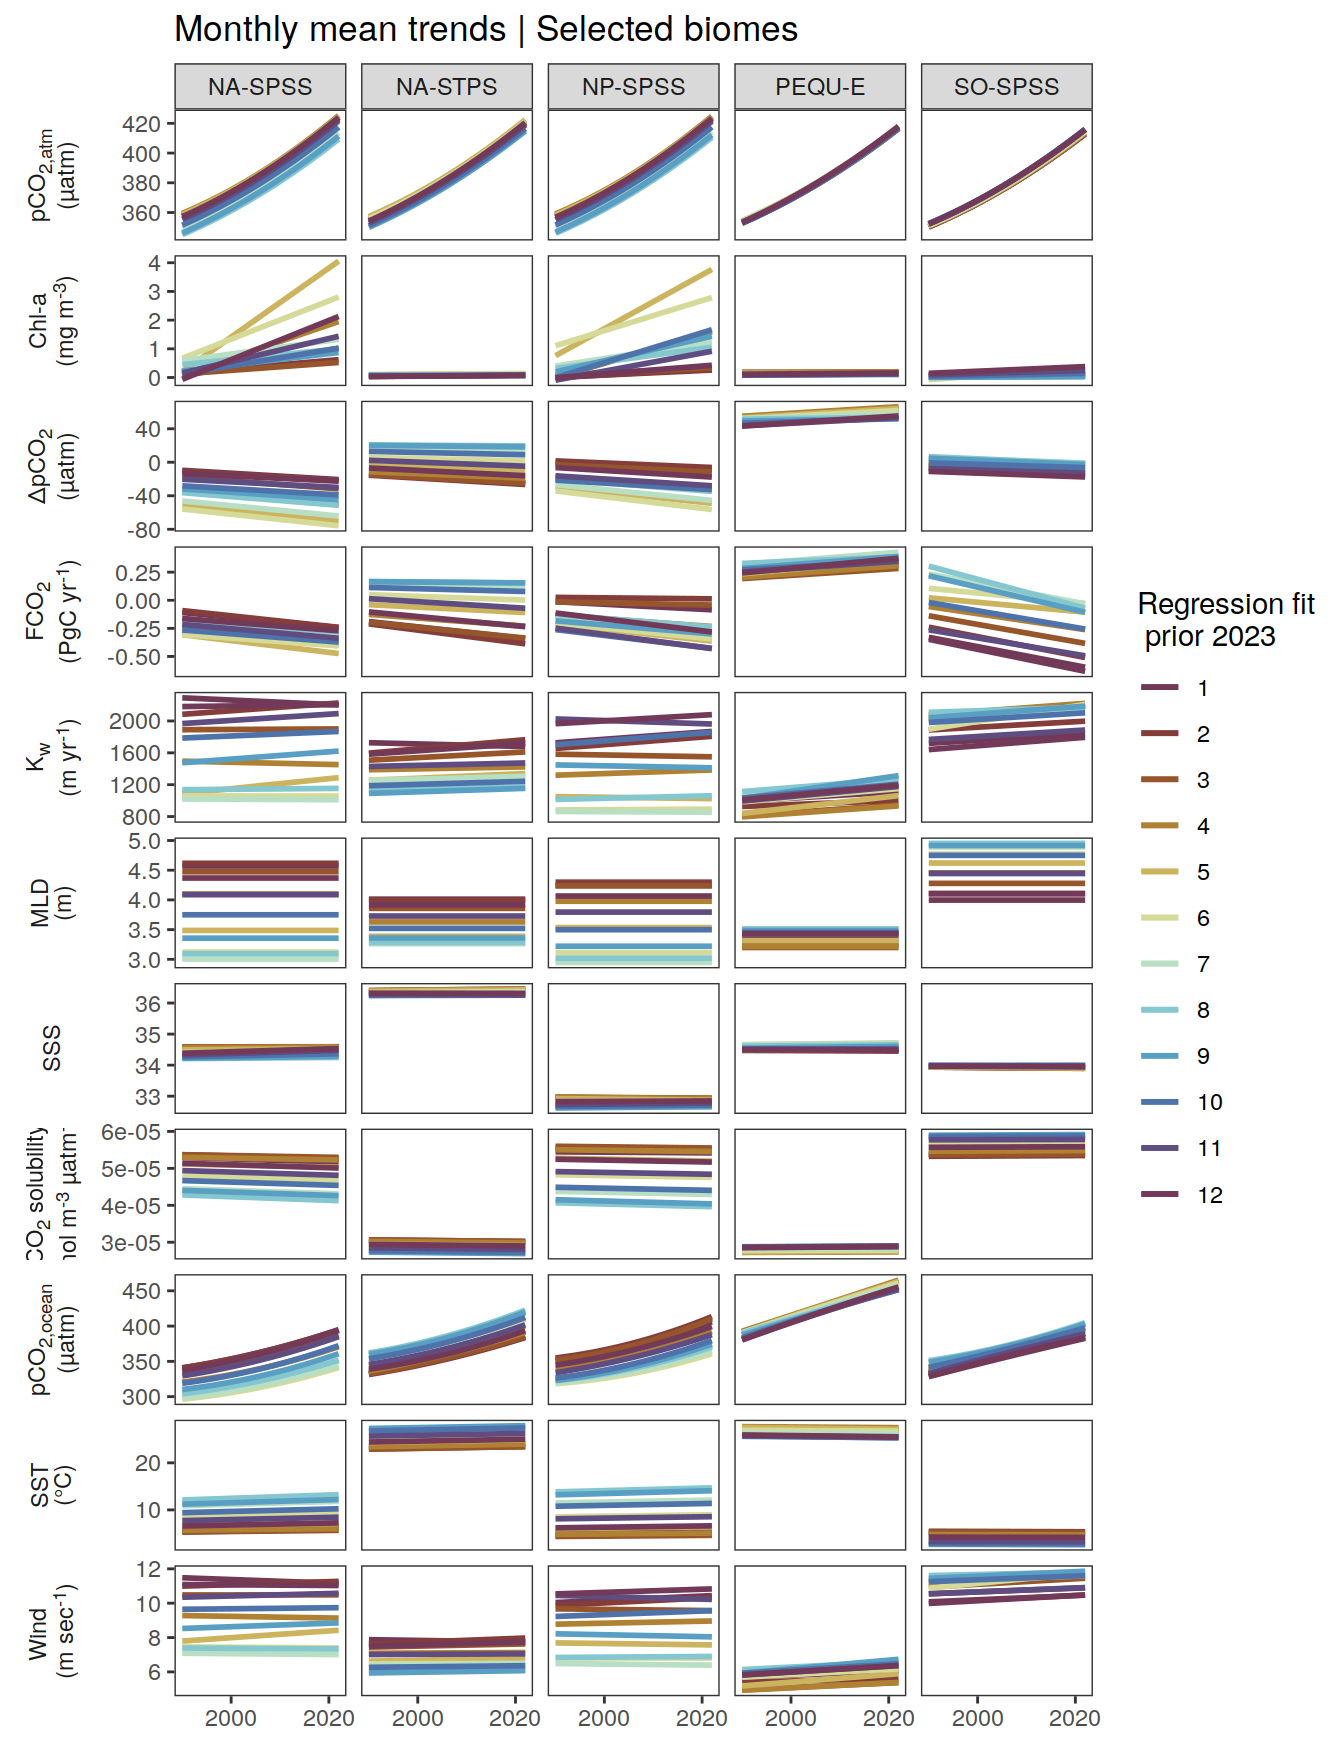 Monthly mean trends | Selected biomes
NA-SPSS NA-STPS NP-SPSS PEQU-E SO-SPSS
pCO2,atm
(µatm)
420
400
380
360
Chl-a
(mg m-3)
4
3
2
1
0
ΔpCO2
(µatm)
40
0
-40
-80
FCO2
(PgC yr-1)
0.25
0.00
-0.25
-0.50
Kw
(m yr-1)
2000
1600
1200
800
MLD
(m)
5.0
4.5
4.0
3.5
3.0
SSS
36
35
34
33
CO2 solubility
m-3 µatm-
6e-05
5e-05
4e-05
3e-05
pCO2,ocean
(µatm)
450
400
350
300
SST
(°C)
20
10
Wind
(m sec-1)
12
10
8
6
2000 2020 2000 2020 2000 2020 2000 2020 2000 2020
Regression fit
prior 2023
1
2
3
4
5
6
7
8
9
10
11
12